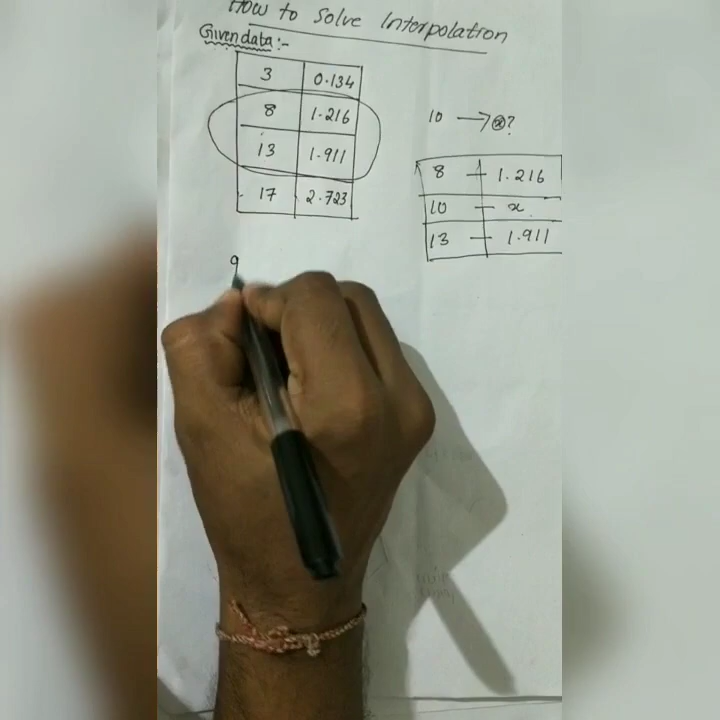 How to Solve Interpolation
Given data :-
3 0.134
8 1.216
13 1.911
17 2.723
10 → x?
8 1.216
10 x
13 1.911
9